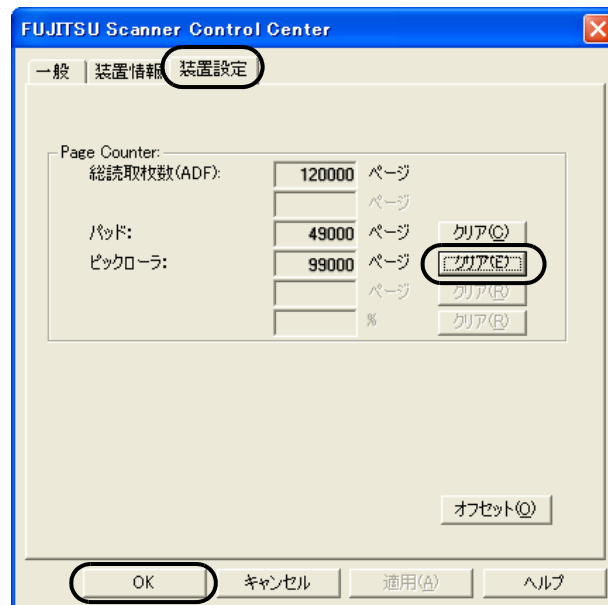 FUJITSU Scanner Control Center
一般 装置情報 装置設定
Page Counter:
総読取枚数(ADF): 120000 ページ
ページ
パッド: 49000 ページ クリア(C)
ピックローラ: 99000 ページ クリア(E)
ページ クリア(R)
% クリア(R)
オフセット(O)
OK キャンセル 適用(A) ヘルプ